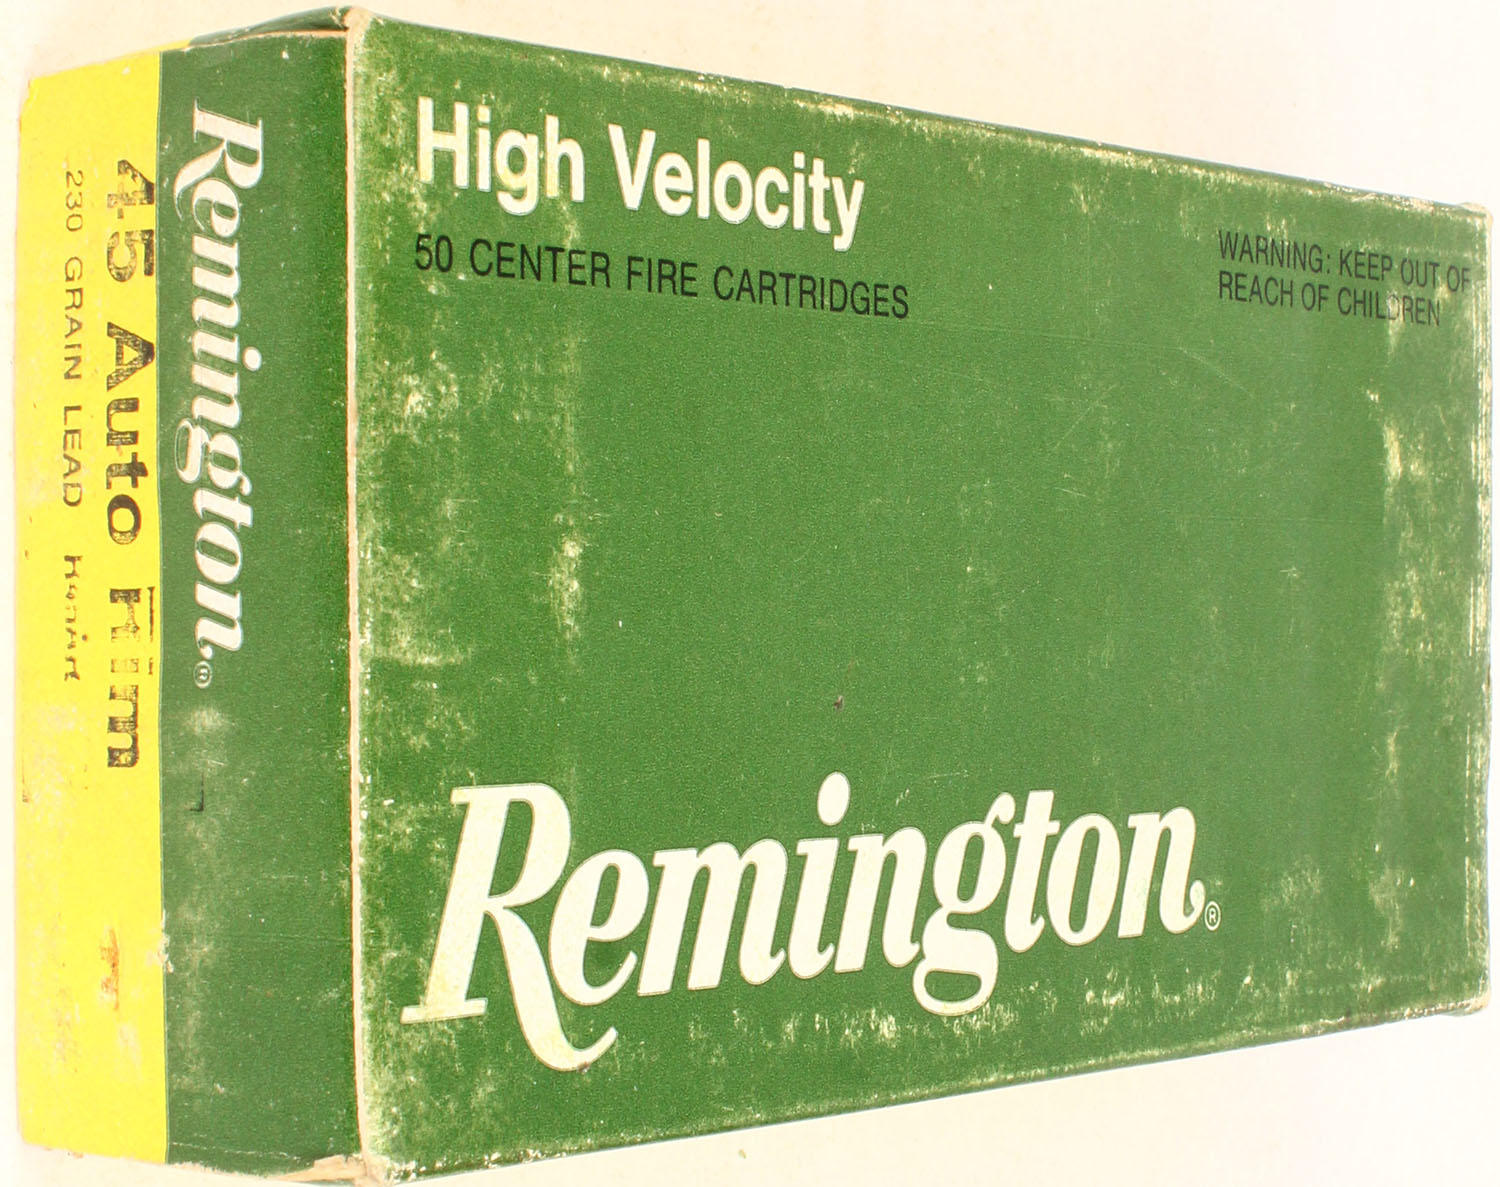 High Velocity
50 CENTER FIRE CARTRIDGES
WARNING: KEEP OUT OF
REACH OF CHILDREN
Remington®
Remington®
45 Auto Rim
230 GRAIN LEAD